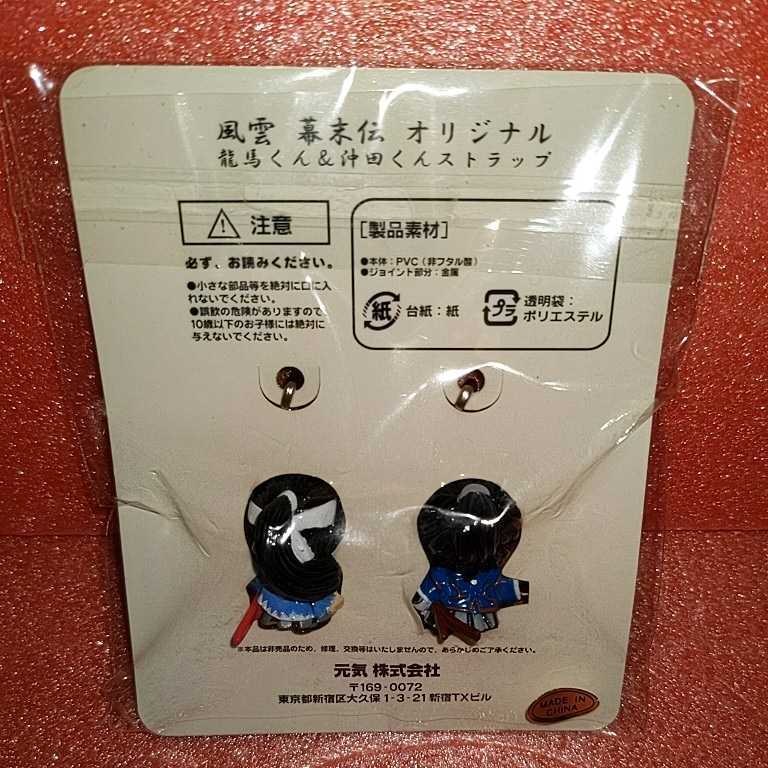 風雲 幕末伝 オリジナル
龍馬くん&沖田くんストラップ
注意
必ず、お読みください。
●小さな部品等を絶対に口に入
れないでください。
●誤飲の危険がありますので、
10歳以下のお子様には絶対に
与えないでください。
[製品素材]
●本体:PVC(非フタル酸)
●ジョイント部分:金属
紙 台紙:紙
プラ 透明袋:
ポリエステル
※本品は非売品のため、修理、交換等はいたしませんので、あらかじめご了承ください。
元気 株式会社
〒169-0072
東京都新宿区大久保1-3-21 新宿TXビル
MADE IN
CHINA